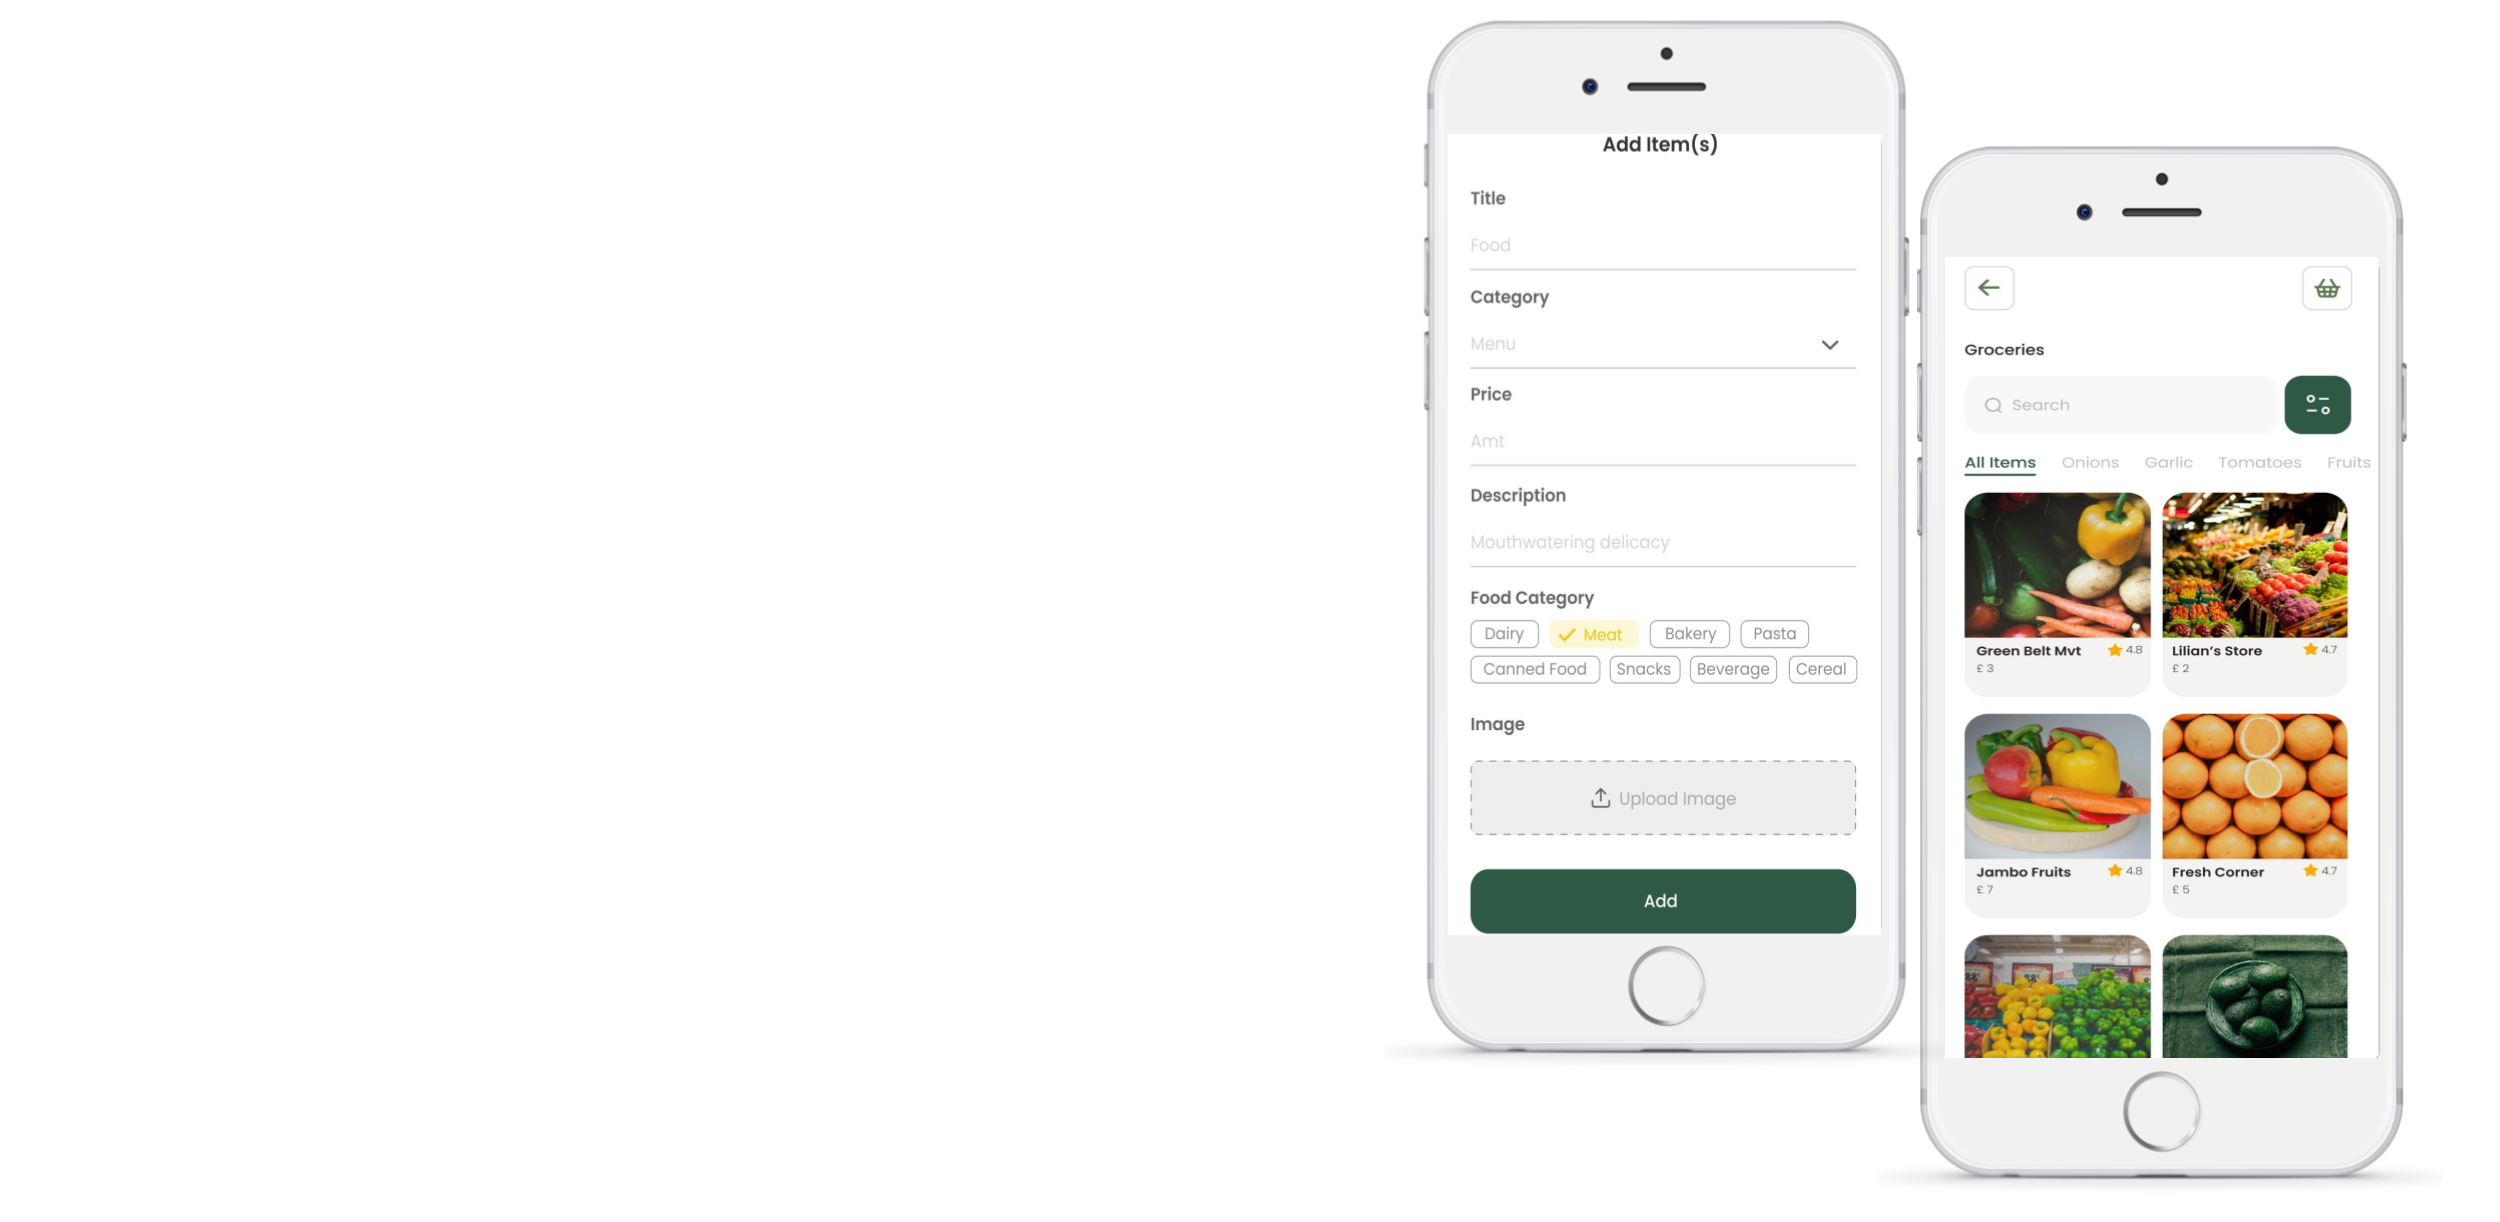 Add Item(s)
Title
Food
Category
Menu
Price
Amt
Description
Mouthwatering delicacy
Food Category
Dairy Meat Bakery Pasta
Canned Food Snacks Beverage Cereal
Image
Upload Image
Add
Groceries
Search
All Items Onions Garlic Tomatoes Fruits
Green Belt Mvt 4.8
£ 3
Lilian’s Store 4.7
£ 2
Jambo Fruits 4.8
£ 7
Fresh Corner 4.7
£ 5